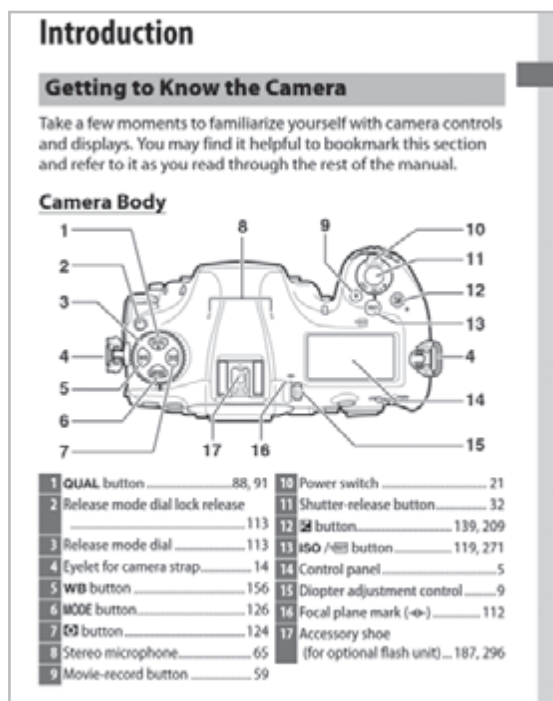 Introduction
Getting to Know the Camera
Take a few moments to familiarize yourself with camera controls
and displays. You may find it helpful to bookmark this section
and refer to it as you read through the rest of the manual.
Camera Body
1
2
3
4
5
6
7
8
9
10
11
12
13
4
14
15
16
17
1 QUAL button 88, 91
2 Release mode dial lock release
113
3 Release mode dial 113
4 Eyelet for camera strap 14
5 WB button 156
6 MODE button 126
7 button 124
8 Stereo microphone 65
9 Movie-record button 59
10 Power switch 21
11 Shutter-release button 32
12 button 139, 209
13 ISO / button 119, 271
14 Control panel 5
15 Diopter adjustment control 9
16 Focal plane mark ( ) 112
17 Accessory shoe
(for optional flash unit) 187, 296